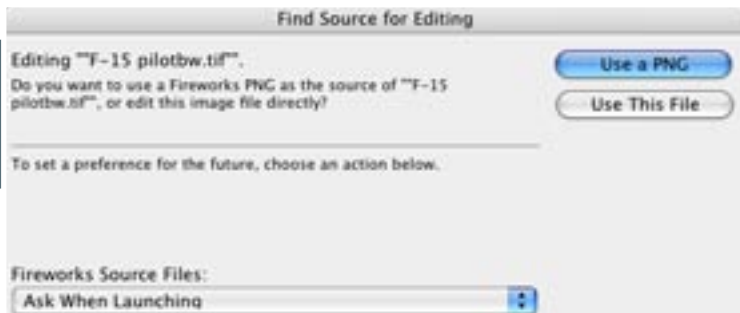 Find Source for Editing
Editing ""F-15 pilotbw.tif"".
Use a PNG
Do you want to use a Fireworks PNG as the source of ""F-15
pilotbw.tif"", or edit this image file directly?
Use This File
To set a preference for the future, choose an action below.
Fireworks Source Files:
Ask When Launching